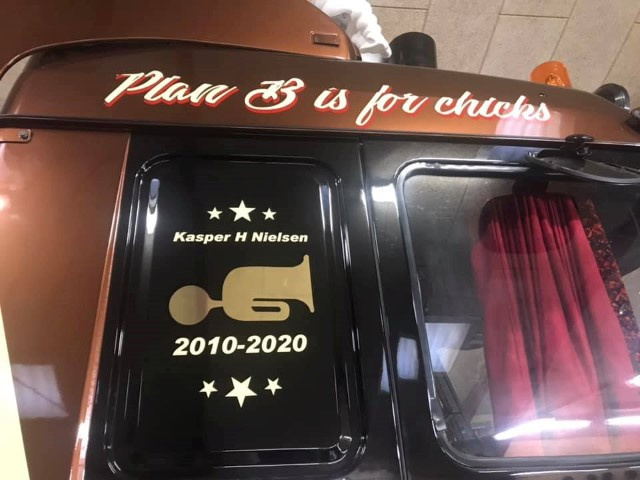 Plan B is for chicks
Kasper H Nielsen
2010-2020